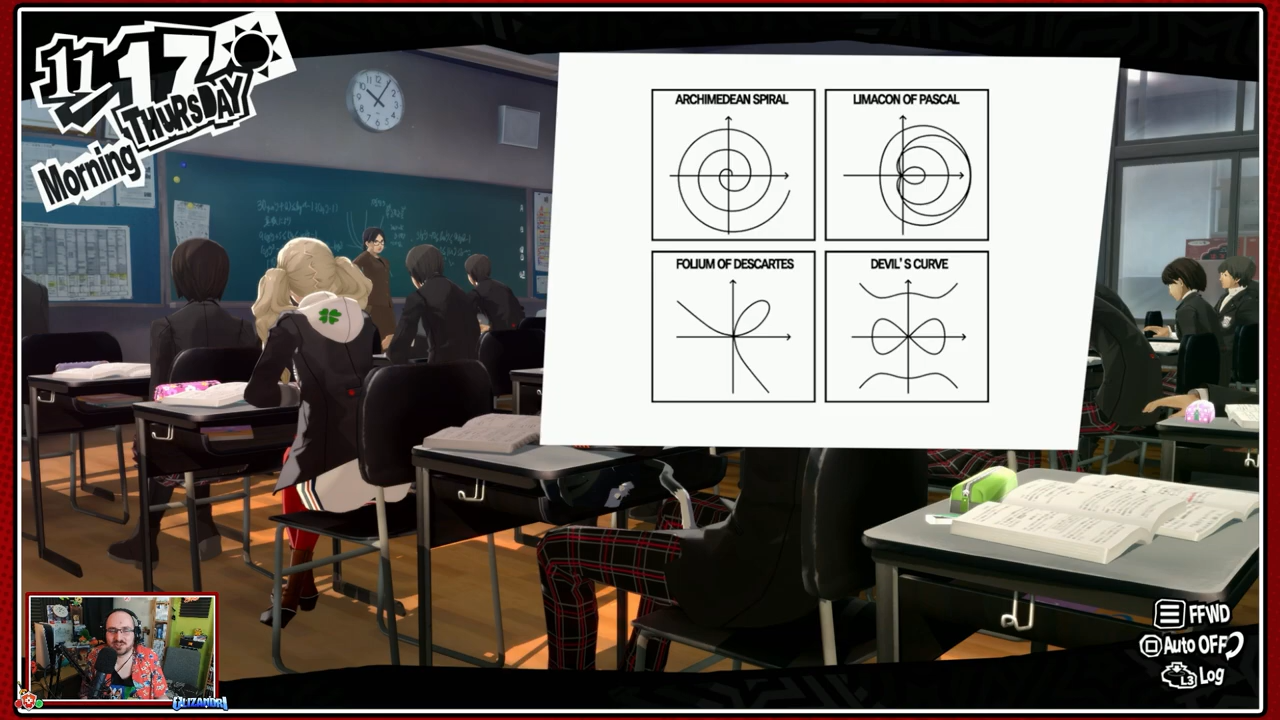 11 17
THURSDAY
Morning
ARCHIMEDEAN SPIRAL
LIMACON OF PASCAL
FOLIUM OF DESCARTES
DEVIL'S CURVE
FFWD
Auto OFF
L3 Log
ELIZANDRI